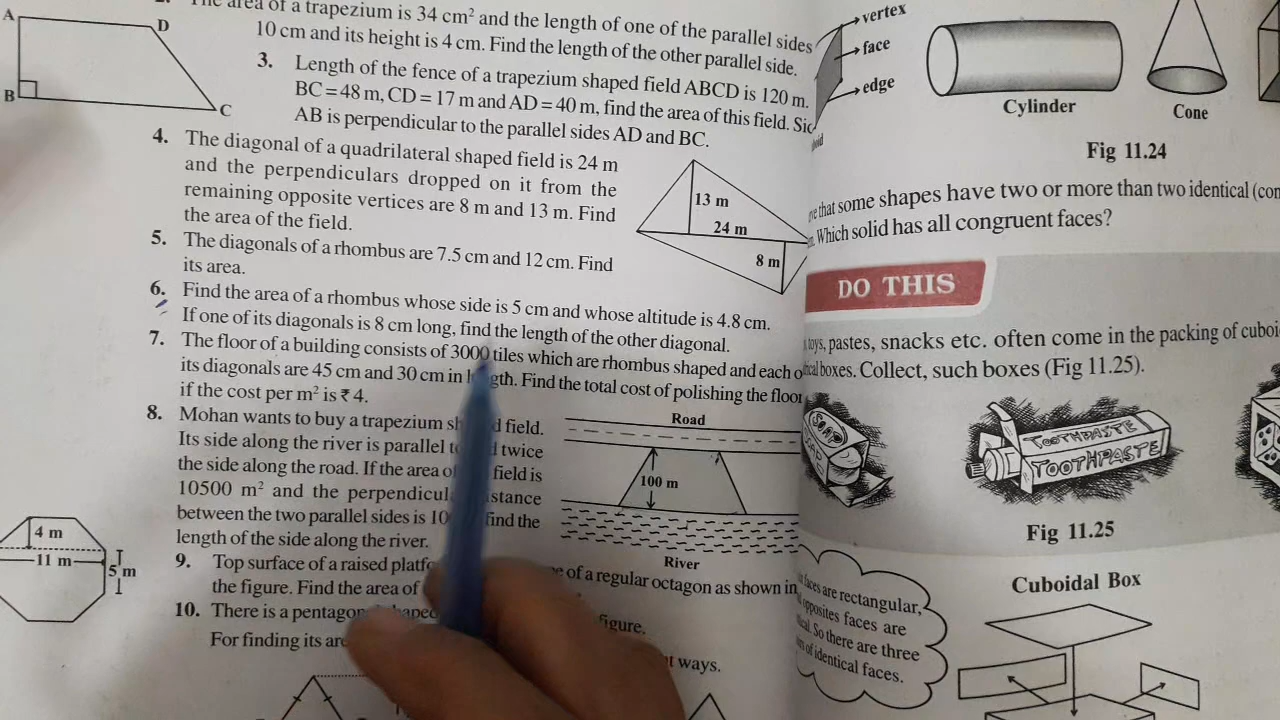 area of a trapezium is 34 cm² and the length of one of the parallel sides
10 cm and its height is 4 cm. Find the length of the other parallel side.
3. Length of the fence of a trapezium shaped field ABCD is 120 m.
BC = 48 m, CD = 17 m and AD = 40 m, find the area of this field.
AB is perpendicular to the parallel sides AD and BC.
A
D
B
C
4. The diagonal of a quadrilateral shaped field is 24 m
and the perpendiculars dropped on it from the
remaining opposite vertices are 8 m and 13 m. Find
the area of the field.
13 m
24 m
8 m
5. The diagonals of a rhombus are 7.5 cm and 12 cm. Find
its area.
6. Find the area of a rhombus whose side is 5 cm and whose altitude is 4.8 cm.
If one of its diagonals is 8 cm long, find the length of the other diagonal.
7. The floor of a building consists of 3000 tiles which are rhombus shaped and each
its diagonals are 45 cm and 30 cm in Find the total cost of polishing the floor
if the cost per m² is ₹ 4.
8. Mohan wants to buy a trapezium field.
Its side along the river is parallel twice
the side along the road. If the area field is
10500 m² and the
between the two parallel sides is find the
length of the side along the river.
Road
100 m
River
9. Top surface of a raised of a regular octagon as shown in
the figure. Find the area of
4 m
11 m
5 m
10. There is a figure.
For finding its ways.
vertex
face
edge
Cylinder
Cone
Fig 11.24
that some shapes have two or more than two identical
Which solid has all congruent faces?
DO THIS
toys, pastes, snacks etc. often come in the packing of
boxes. Collect, such boxes (Fig 11.25).
SOAP
SOAP
TOOTHPASTE
TOOTHPASTE
Fig 11.25
Cuboidal Box
faces are rectangular,
opposites faces are
So there are three
of identical faces.